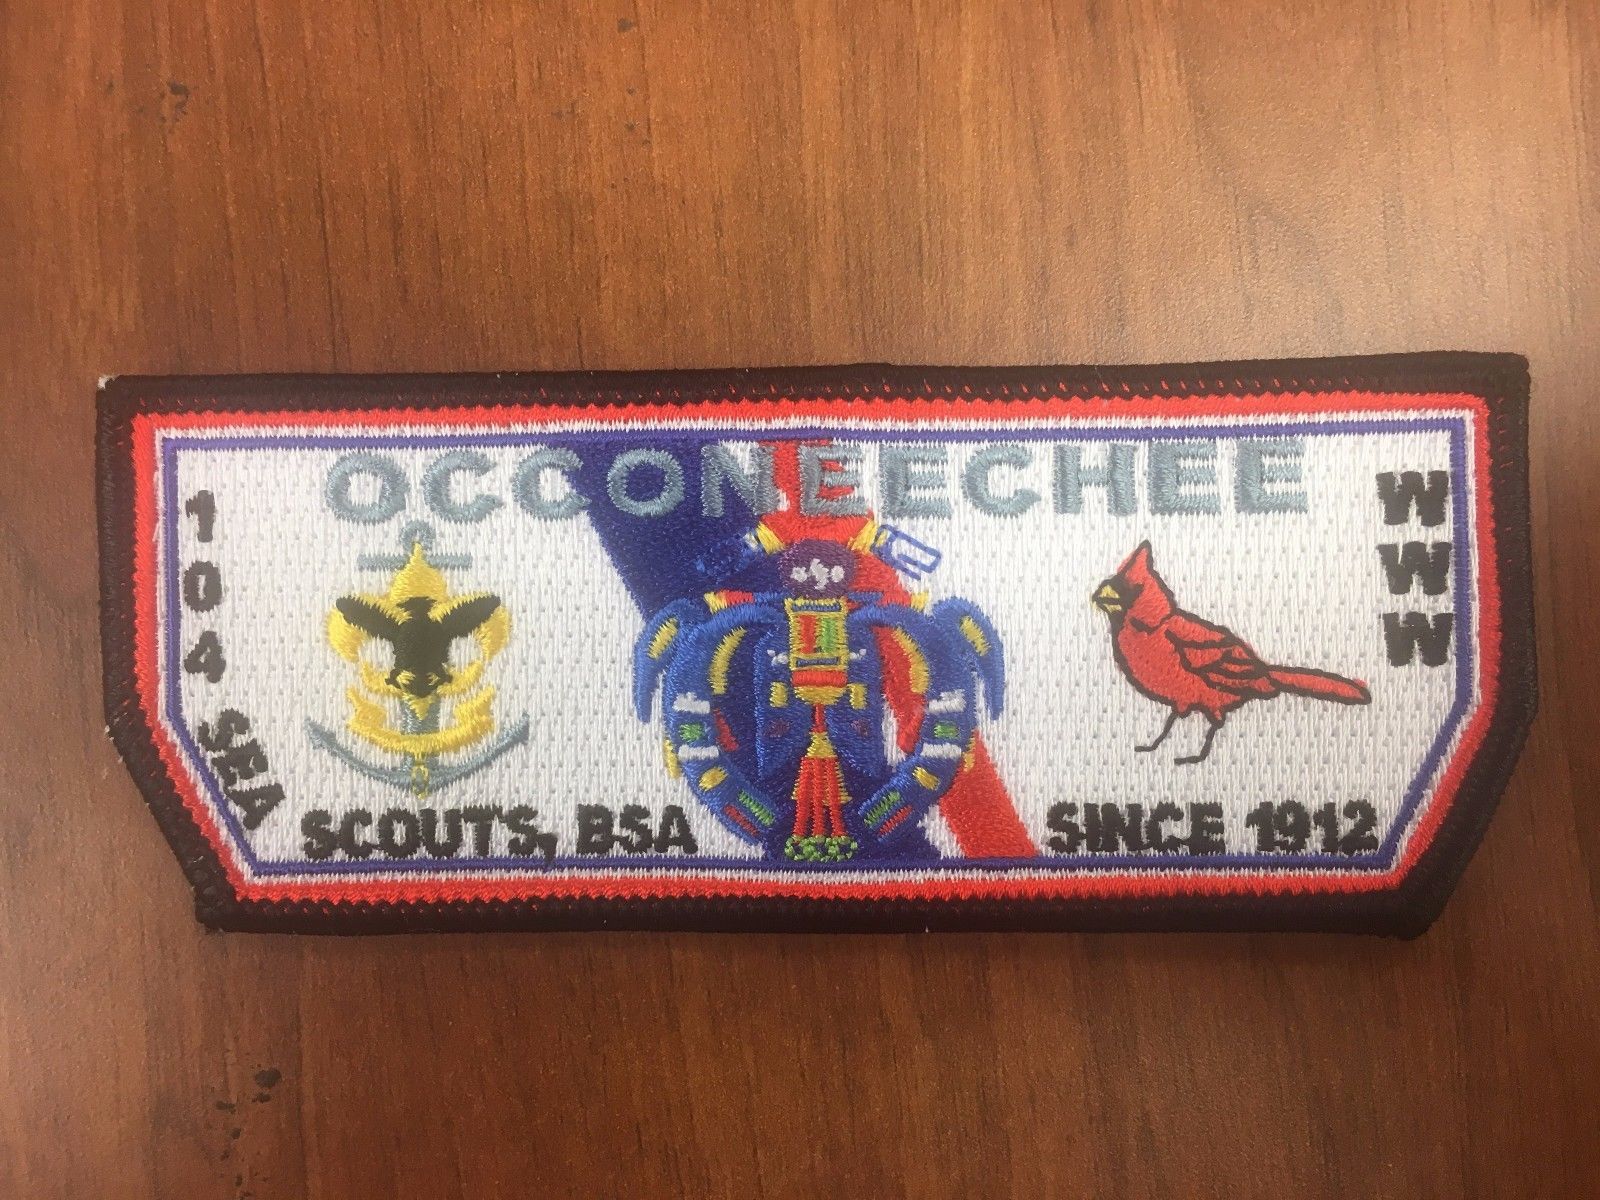 OCCONEECHEE
104 SEA SCOUTS, BSA
SINCE 1912
WWW